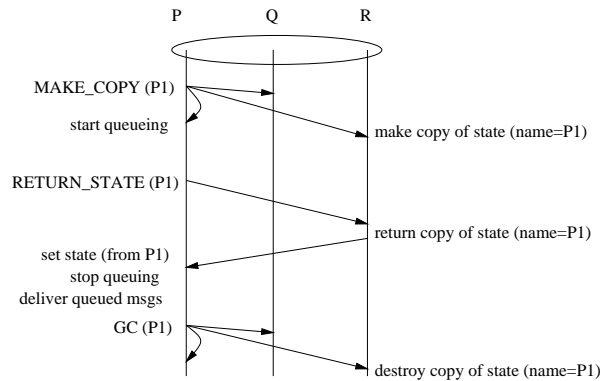 P Q R
MAKE_COPY (P1)
start queueing
make copy of state (name=P1)
RETURN_STATE (P1)
return copy of state (name=P1)
set state (from P1)
stop queuing
deliver queued msgs
GC (P1)
destroy copy of state (name=P1)